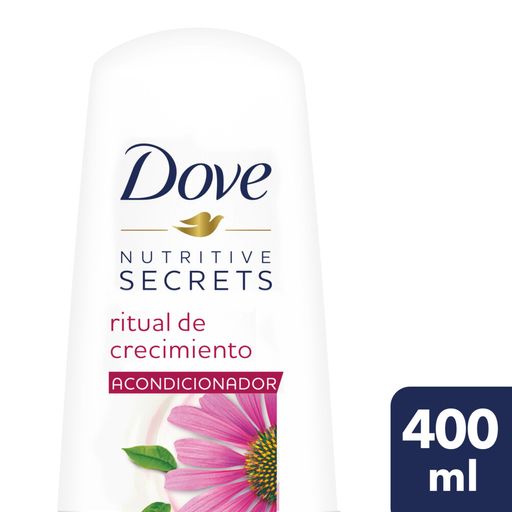 Dove
NUTRITIVE
SECRETS
ritual de
crecimiento
ACONDICIONADOR
400
ml